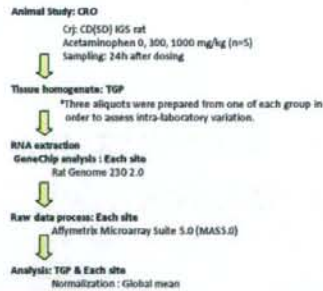 Animal Study: CRO
Crj: CD(SD) IGS rat
Acetaminophen 0, 300, 1000 mg/kg (n=5)
Sampling: 24h after dosing
Tissue homogenate: TGP
*Three aliquots were prepared from one of each group in
order to assess intra-laboratory variation.
RNA extraction
GeneChip analysis : Each site
Rat Genome 230 2.0
Raw data process: Each site
Affymetrix Microarray Suite 5.0 (MAS5.0)
Analysis: TGP & Each site
Normalization : Global mean